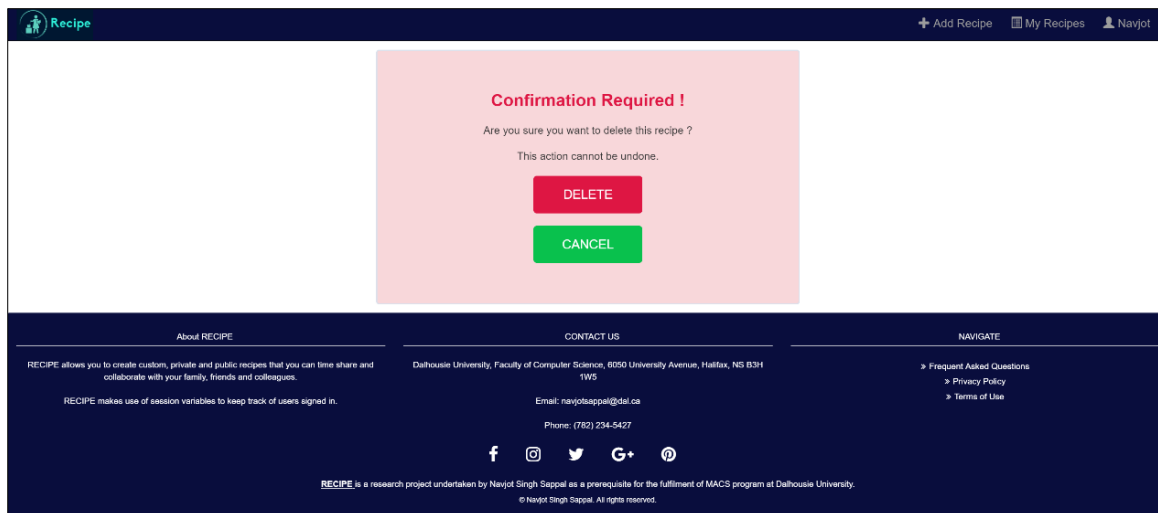 Recipe
Add Recipe
My Recipes
Navjot
Confirmation Required !
Are you sure you want to delete this recipe ?
This action cannot be undone.
DELETE
CANCEL
About RECIPE
RECIPE allows you to create custom, private and public recipes that you can time share and
collaborate with your family, friends and colleagues.
RECIPE makes use of session variables to keep track of users signed in.
CONTACT US
Dalhousie University, Faculty of Computer Science, 6050 University Avenue, Halifax, NS B3H
1W5
Email: navjotsappal@dal.ca
Phone: (782) 234-5427
NAVIGATE
» Frequent Asked Questions
» Privacy Policy
» Terms of Use
f
G+
RECIPE is a research project undertaken by Navjot Singh Sappal as a prerequisite for the fulfilment of MACS program at Dalhousie University.
© Navjot Singh Sappal. All rights reserved.